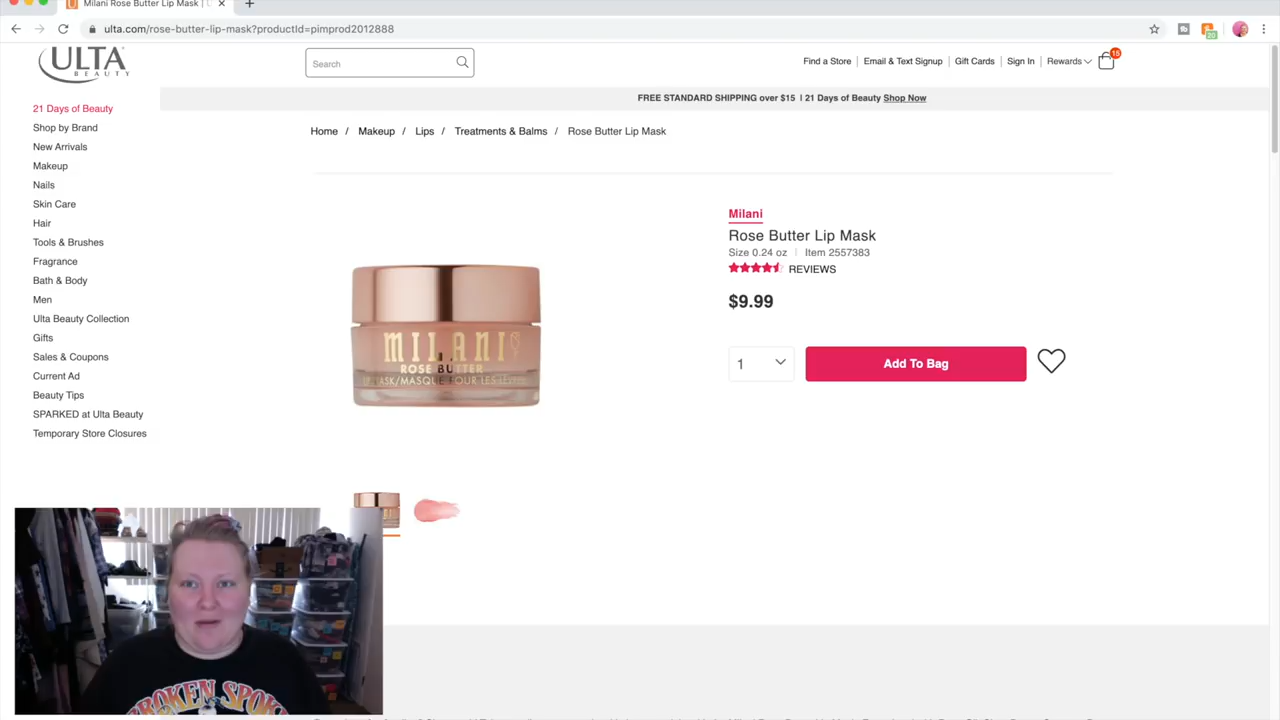 Milani Rose Butter Lip Mask |
ulta.com/rose-butter-lip-mask?productId=pimprod2012888
20
ULTA
BEAUTY
Search
Find a Store
Email & Text Signup
Gift Cards
Sign In
Rewards
15
FREE STANDARD SHIPPING over $15 | 21 Days of Beauty Shop Now
21 Days of Beauty
Shop by Brand
New Arrivals
Makeup
Nails
Skin Care
Hair
Tools & Brushes
Fragrance
Bath & Body
Men
Ulta Beauty Collection
Gifts
Sales & Coupons
Current Ad
Beauty Tips
SPARKED at Ulta Beauty
Temporary Store Closures
Home / Makeup / Lips / Treatments & Balms / Rose Butter Lip Mask
MILANI
ROSE BUTTER
LIP MASK/MASQUE POUR LES LÈVRES
Milani
Rose Butter Lip Mask
Size 0.24 oz | Item 2557383
REVIEWS
$9.99
1
Add To Bag
BROKEN SPOKE